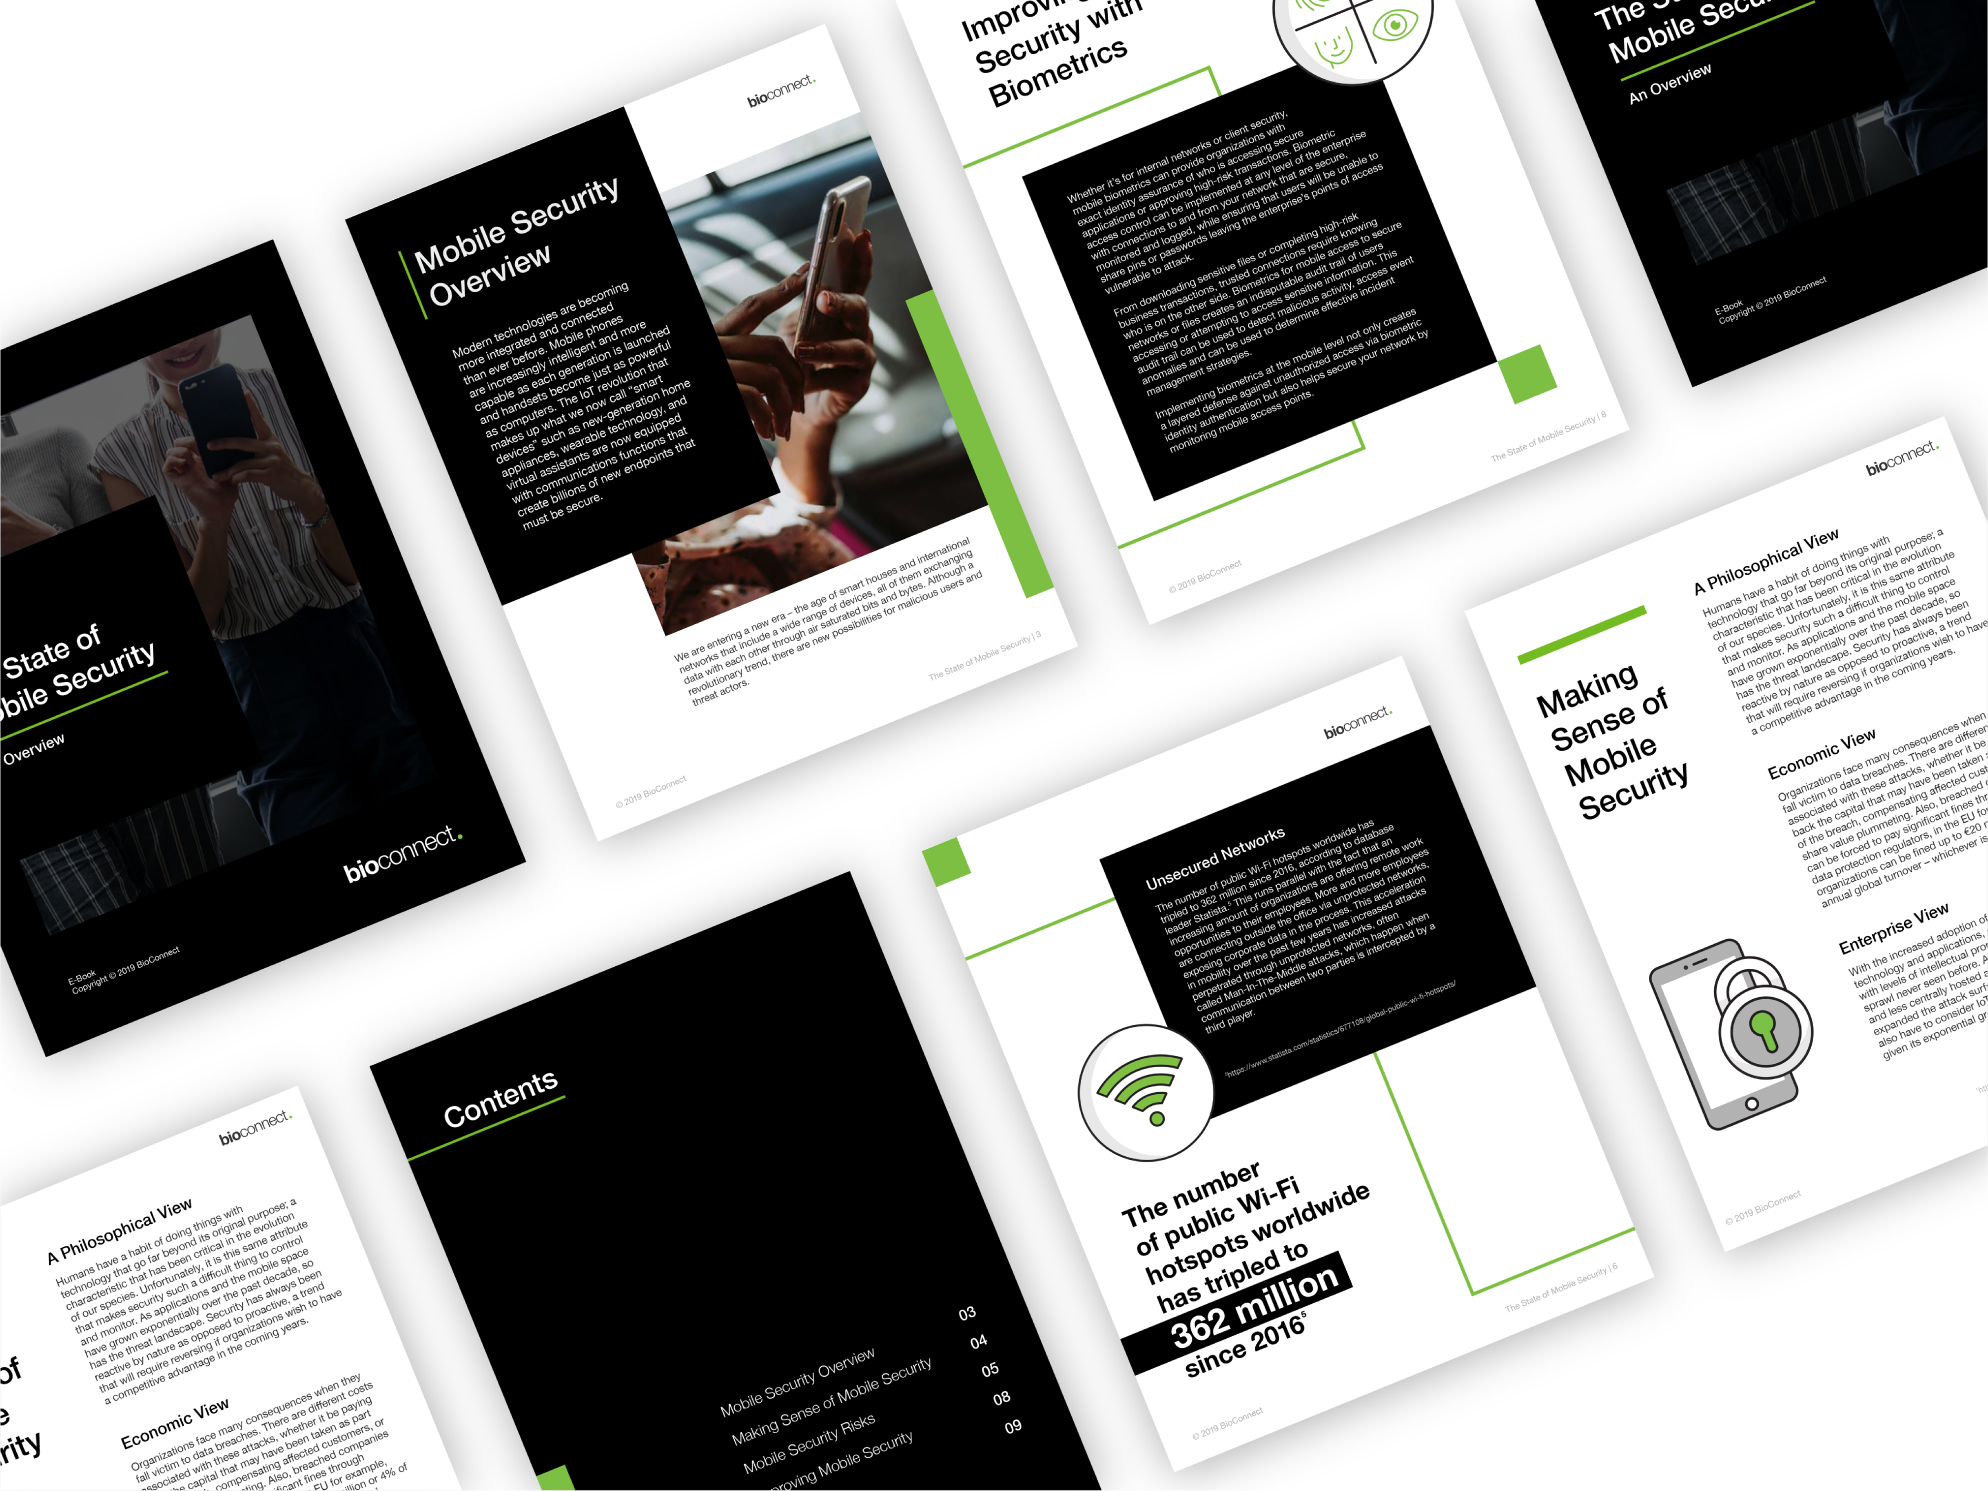 State of
bile Security
Overview
bioconnect.
E-Book
Copyright © 2019 BioConnect
bioconnect.
Mobile Security
Overview
Modern technologies are becoming
more integrated and connected
than ever before. Mobile phones
are increasingly intelligent and more
capable as each generation is launched
and handsets become just as powerful
as computers. The IoT revolution that
makes up what we now call “smart
devices” such as new-generation home
appliances, wearable technology, and
virtual assistants are now equipped
with communications functions that
create billions of new endpoints that
must be secure.
We are entering a new era – the age of smart houses and international
networks that include a wide range of devices, all of them exchanging
data with each other through air saturated bits and bytes. Although a
revolutionary trend, there are new possibilities for malicious users and
threat actors.
© 2019 BioConnect
The State of Mobile Security | 3
Improving
Security with
Biometrics
Whether it’s for internal networks or client security,
mobile biometrics can provide organizations with
exact identity assurance of who is accessing secure
applications or approving high-risk transactions. Biometric
access control can be implemented at any level of the enterprise
with connections to and from your network that are secure,
monitored and logged, while ensuring that users will be unable to
share pins or passwords leaving the enterprise’s points of access
vulnerable to attack.
From downloading sensitive files or completing high-risk
business transactions, trusted connections require knowing
who is on the other side. Biometrics for mobile access to secure
networks or files creates an indisputable audit trail of users
accessing or attempting to access sensitive information. This
audit trail can be used to detect malicious activity, access event
anomalies and can be used to determine effective incident
management strategies.
Implementing biometrics at the mobile level not only creates
a layered defense against unauthorized access via biometric
identity authentication but also helps secure your network by
monitoring mobile access points.
© 2019 BioConnect
The State of Mobile Security | 8
The S
Mobile Secu
An Overview
E-Book
Copyright © 2019 BioConnect
bioconnect.
A Philosophical View
Humans have a habit of doing things with
technology that go far beyond its original purpose; a
characteristic that has been critical in the evolution
of our species. Unfortunately, it is this same attribute
that makes security such a difficult thing to control
and monitor. As applications and the mobile space
have grown exponentially over the past decade, so
has the threat landscape. Security has always been
reactive by nature as opposed to proactive, a trend
that will require reversing if organizations wish to have
a competitive advantage in the coming years.
Economic View
Organizations face many consequences when they
fall victim to data breaches. There are different costs
associated with these attacks, whether it be paying
the capital that may have been taken as part
compensating affected customers, or
ting. Also, breached companies
ificant fines through
EU for example,
illion or 4% of
of
e
rity
Contents
Mobile Security Overview 03
Making Sense of Mobile Security 04
Mobile Security Risks 05
proving Mobile Security 08
09
bioconnect.
Unsecured Networks
The number of public Wi-Fi hotspots worldwide has
tripled to 362 million since 2016, according to database
leader Statista.⁵ This runs parallel with the fact that an
increasing amount of organizations are offering remote work
opportunities to their employees. More and more employees
are connecting outside the office via unprotected networks,
exposing corporate data in the process. This acceleration
in mobility over the past few years has increased attacks
perpetrated through unprotected networks, often
called Man-In-The-Middle attacks, which happen when
communication between two parties is intercepted by a
third player.
⁵https://www.statista.com/statistics/677108/global-public-wi-fi-hotspots/
The number
of public Wi-Fi
hotspots worldwide
has tripled to
362 million
since 2016⁵
© 2019 BioConnect
The State of Mobile Security | 6
bioconnect.
Making
Sense of
Mobile
Security
A Philosophical View
Humans have a habit of doing things with
technology that go far beyond its original purpose; a
characteristic that has been critical in the evolution
of our species. Unfortunately, it is this same attribute
that makes security such a difficult thing to control
and monitor. As applications and the mobile space
have grown exponentially over the past decade, so
has the threat landscape. Security has always been
reactive by nature as opposed to proactive, a trend
that will require reversing if organizations wish to have
a competitive advantage in the coming years.
Economic View
Organizations face many consequences when
fall victim to data breaches. There are differen
associated with these attacks, whether it be
back the capital that may have been taken
of the breach, compensating affected cust
share value plummeting. Also, breached
can be forced to pay significant fines thr
data protection regulators, in the EU for
organizations can be fined up to €20
annual global turnover – whichever is
Enterprise View
With the increased adoption of
technology and applications,
with levels of intellectual pro
sprawl never seen before. A
and less centrally hosted
expanded the attack surf
also have to consider Io
given its exponential gr
© 2019 BioConnect